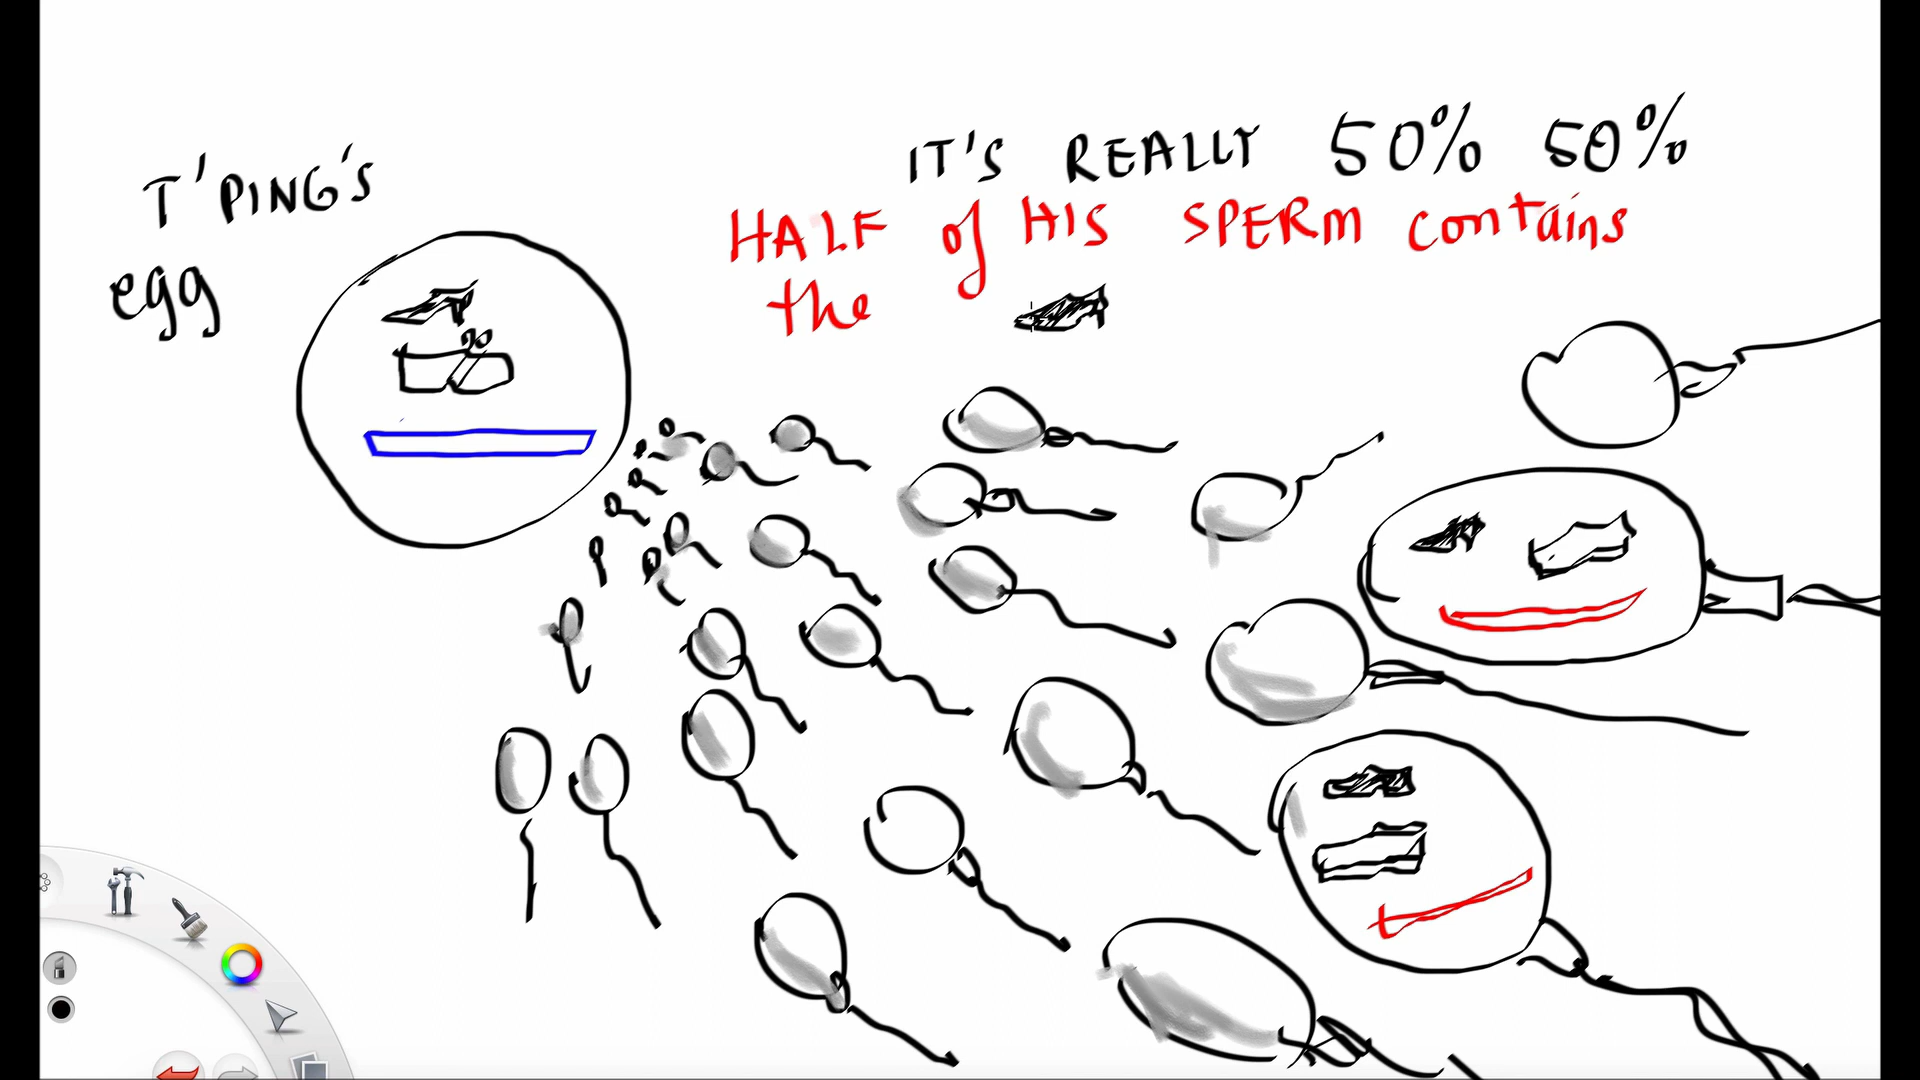 T'PING'S
egg
IT'S REALLY 50% 50%
HALF of HIS SPERM contains
the